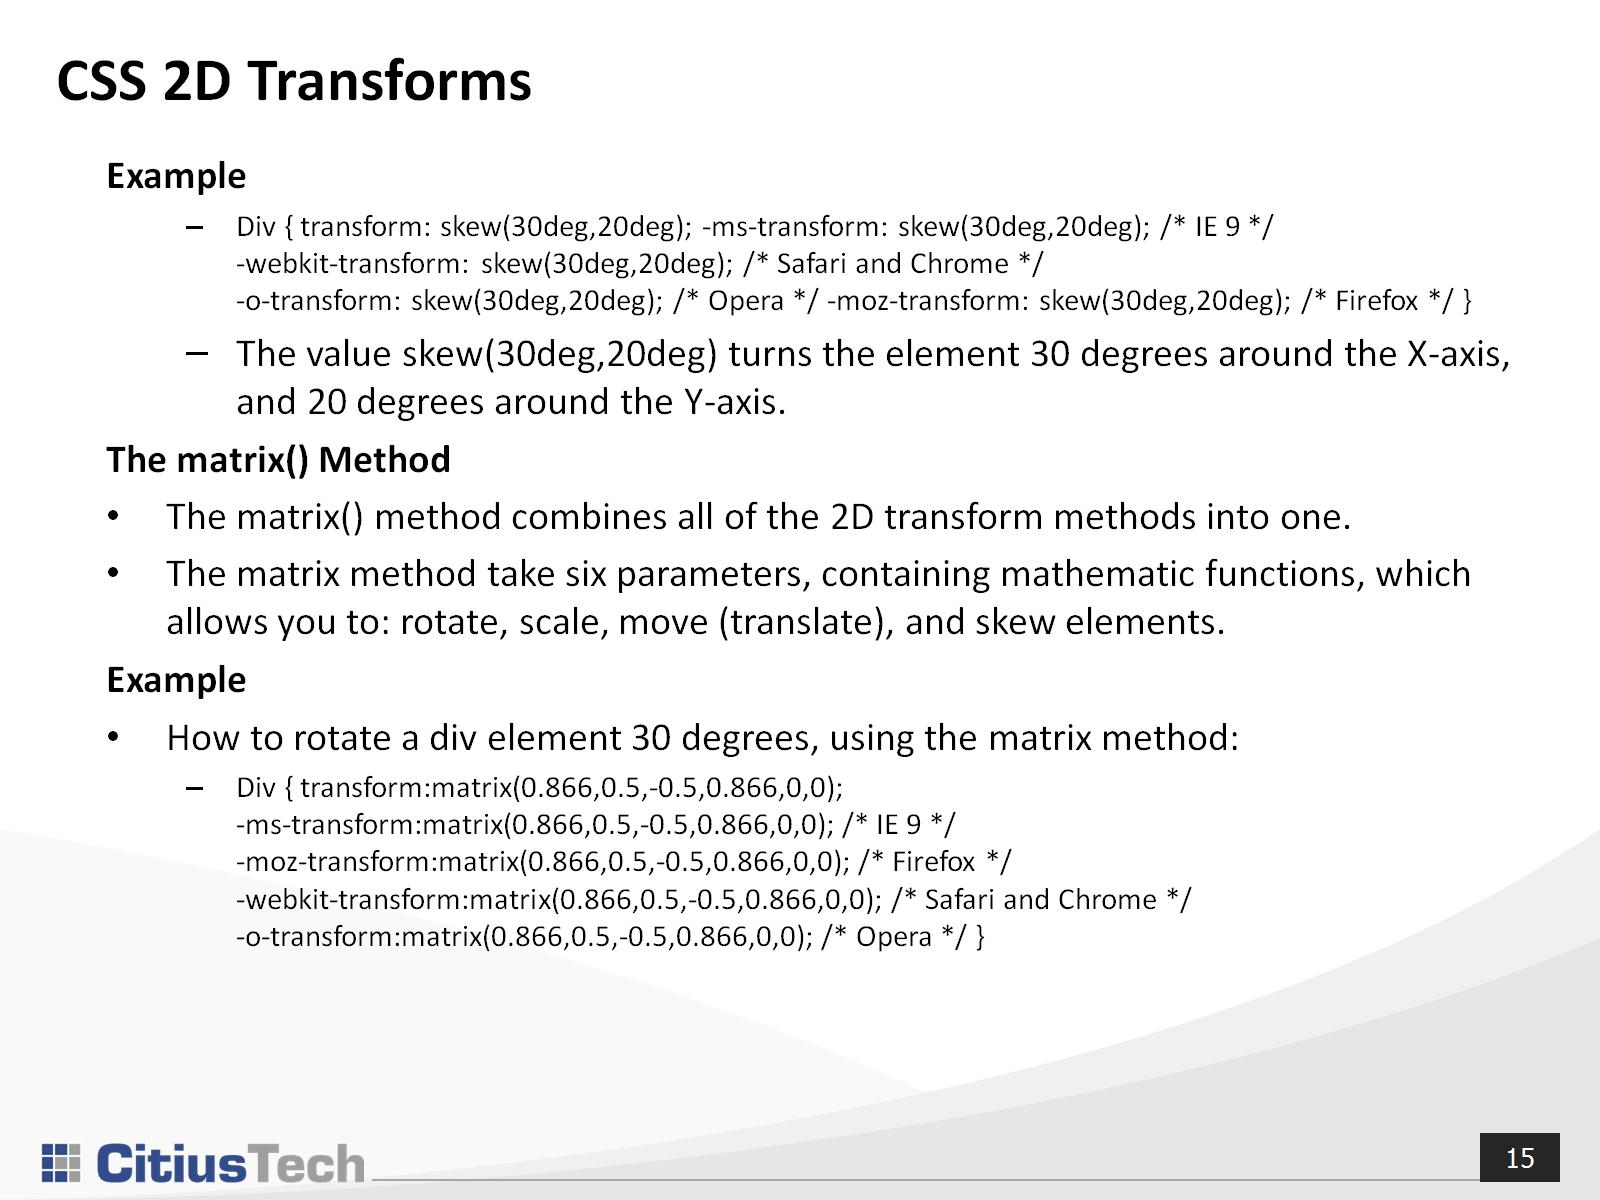 CSS 2D Transforms
Example
– Div { transform: skew(30deg,20deg); -ms-transform: skew(30deg,20deg); /* IE 9 */
-webkit-transform: skew(30deg,20deg); /* Safari and Chrome */
-o-transform: skew(30deg,20deg); /* Opera */ -moz-transform: skew(30deg,20deg); /* Firefox */ }
– The value skew(30deg,20deg) turns the element 30 degrees around the X-axis,
and 20 degrees around the Y-axis.
The matrix() Method
• The matrix() method combines all of the 2D transform methods into one.
• The matrix method take six parameters, containing mathematic functions, which
allows you to: rotate, scale, move (translate), and skew elements.
Example
• How to rotate a div element 30 degrees, using the matrix method:
– Div { transform:matrix(0.866,0.5,-0.5,0.866,0,0);
-ms-transform:matrix(0.866,0.5,-0.5,0.866,0,0); /* IE 9 */
-moz-transform:matrix(0.866,0.5,-0.5,0.866,0,0); /* Firefox */
-webkit-transform:matrix(0.866,0.5,-0.5,0.866,0,0); /* Safari and Chrome */
-o-transform:matrix(0.866,0.5,-0.5,0.866,0,0); /* Opera */ }
CitiusTech
15